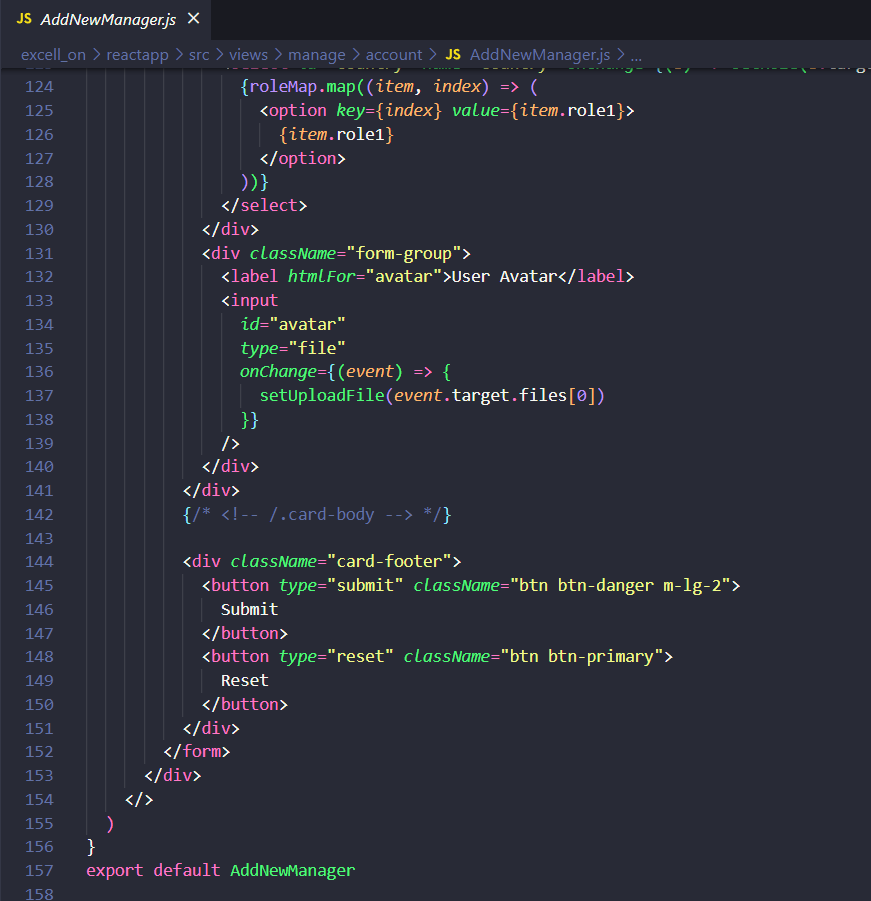 JS AddNewManager.js ×
excell_on > reactapp > src > views > manage > account > JS AddNewManager.js > ...
124 {roleMap.map((item, index) => (
125 <option key={index} value={item.role1}>
126 {item.role1}
127 </option>
128 ))}
129 </select>
130 </div>
131 <div className="form-group">
132 <label htmlFor="avatar">User Avatar</label>
133 <input
134 id="avatar"
135 type="file"
136 onChange={(event) => {
137 setUploadFile(event.target.files[0])
138 }}
139 />
140 </div>
141 </div>
142 {/* <!-- /.card-body --> */}
143
144 <div className="card-footer">
145 <button type="submit" className="btn btn-danger m-lg-2">
146 Submit
147 </button>
148 <button type="reset" className="btn btn-primary">
149 Reset
150 </button>
151 </div>
152 </form>
153 </div>
154 </>
155 )
156 }
157 export default AddNewManager
158